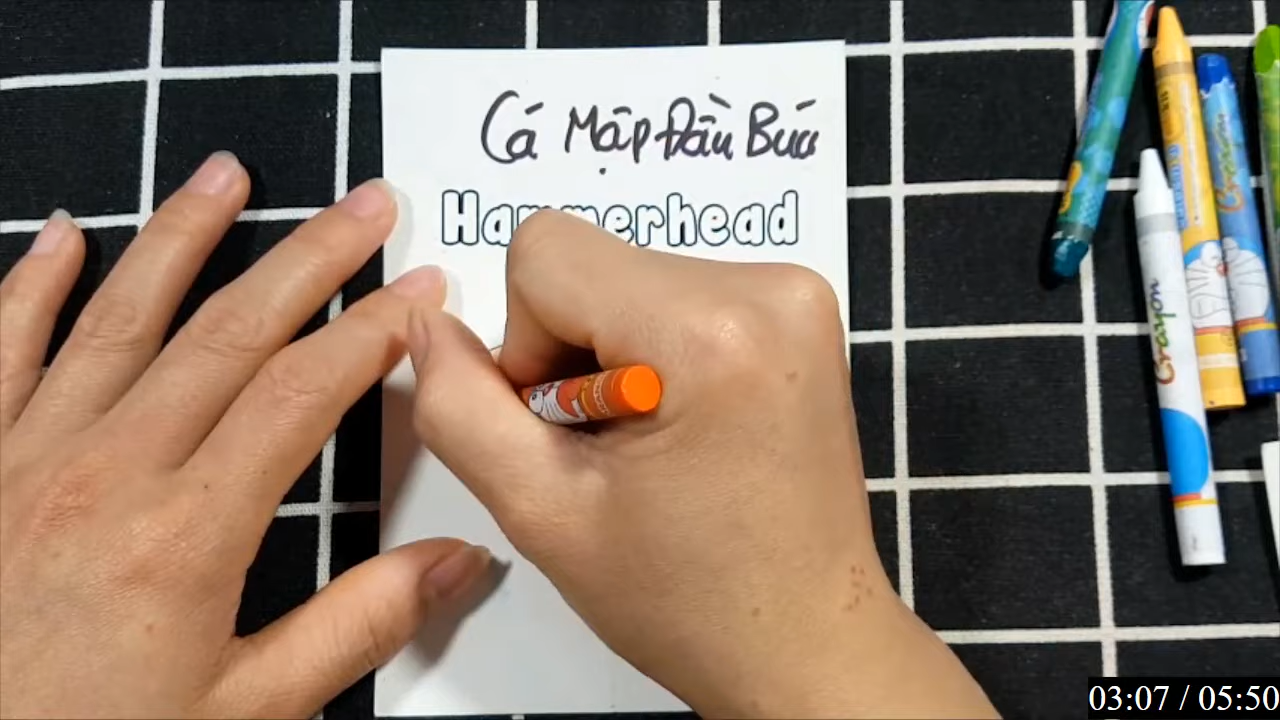 Cá Mập Đầu Búa
Hammerhead
Crayon
Crayon
03:07 / 05:50